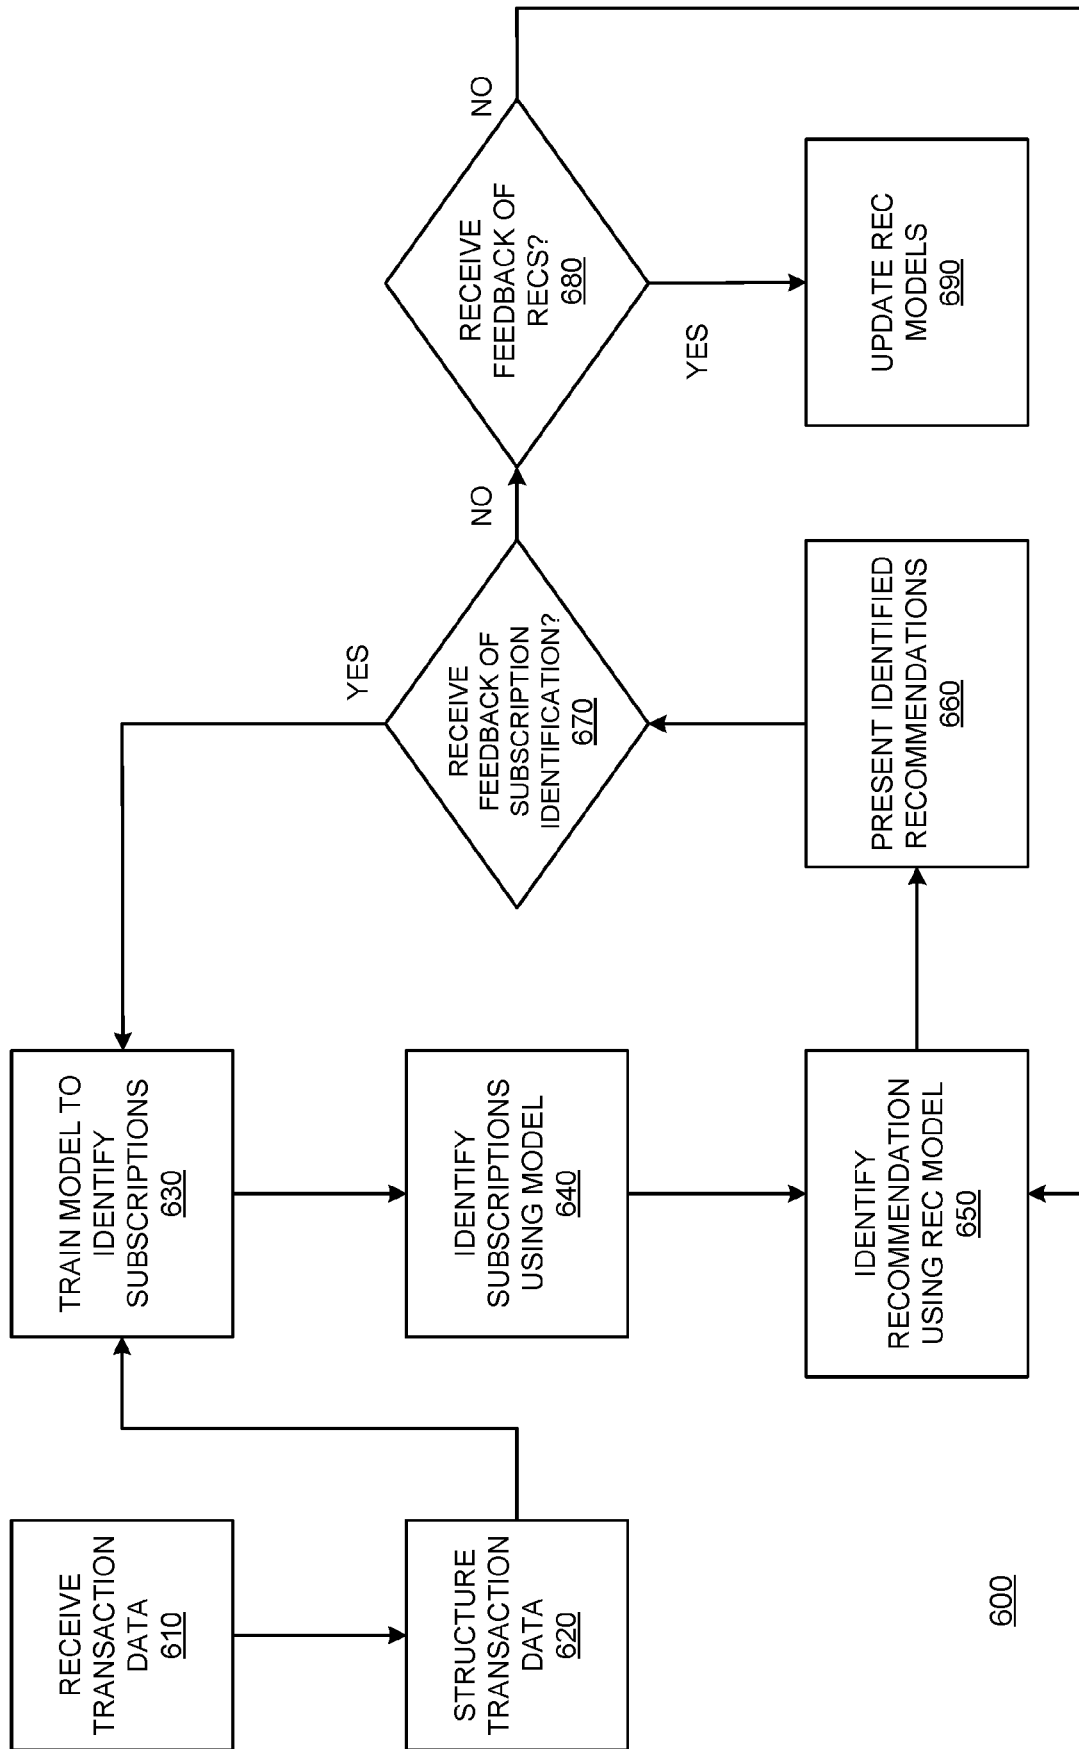 RECEIVE
TRANSACTION
DATA
610
STRUCTURE
TRANSACTION
DATA
620
TRAIN MODEL TO
IDENTIFY
SUBSCRIPTIONS
630
IDENTIFY
SUBSCRIPTIONS
USING MODEL
640
IDENTIFY
RECOMMENDATION
USING REC MODEL
650
PRESENT IDENTIFIED
RECOMMENDATIONS
660
RECEIVE
FEEDBACK OF
SUBSCRIPTION
IDENTIFICATION?
670
YES
NO
RECEIVE
FEEDBACK OF
RECS?
680
NO
YES
UPDATE REC
MODELS
690
600